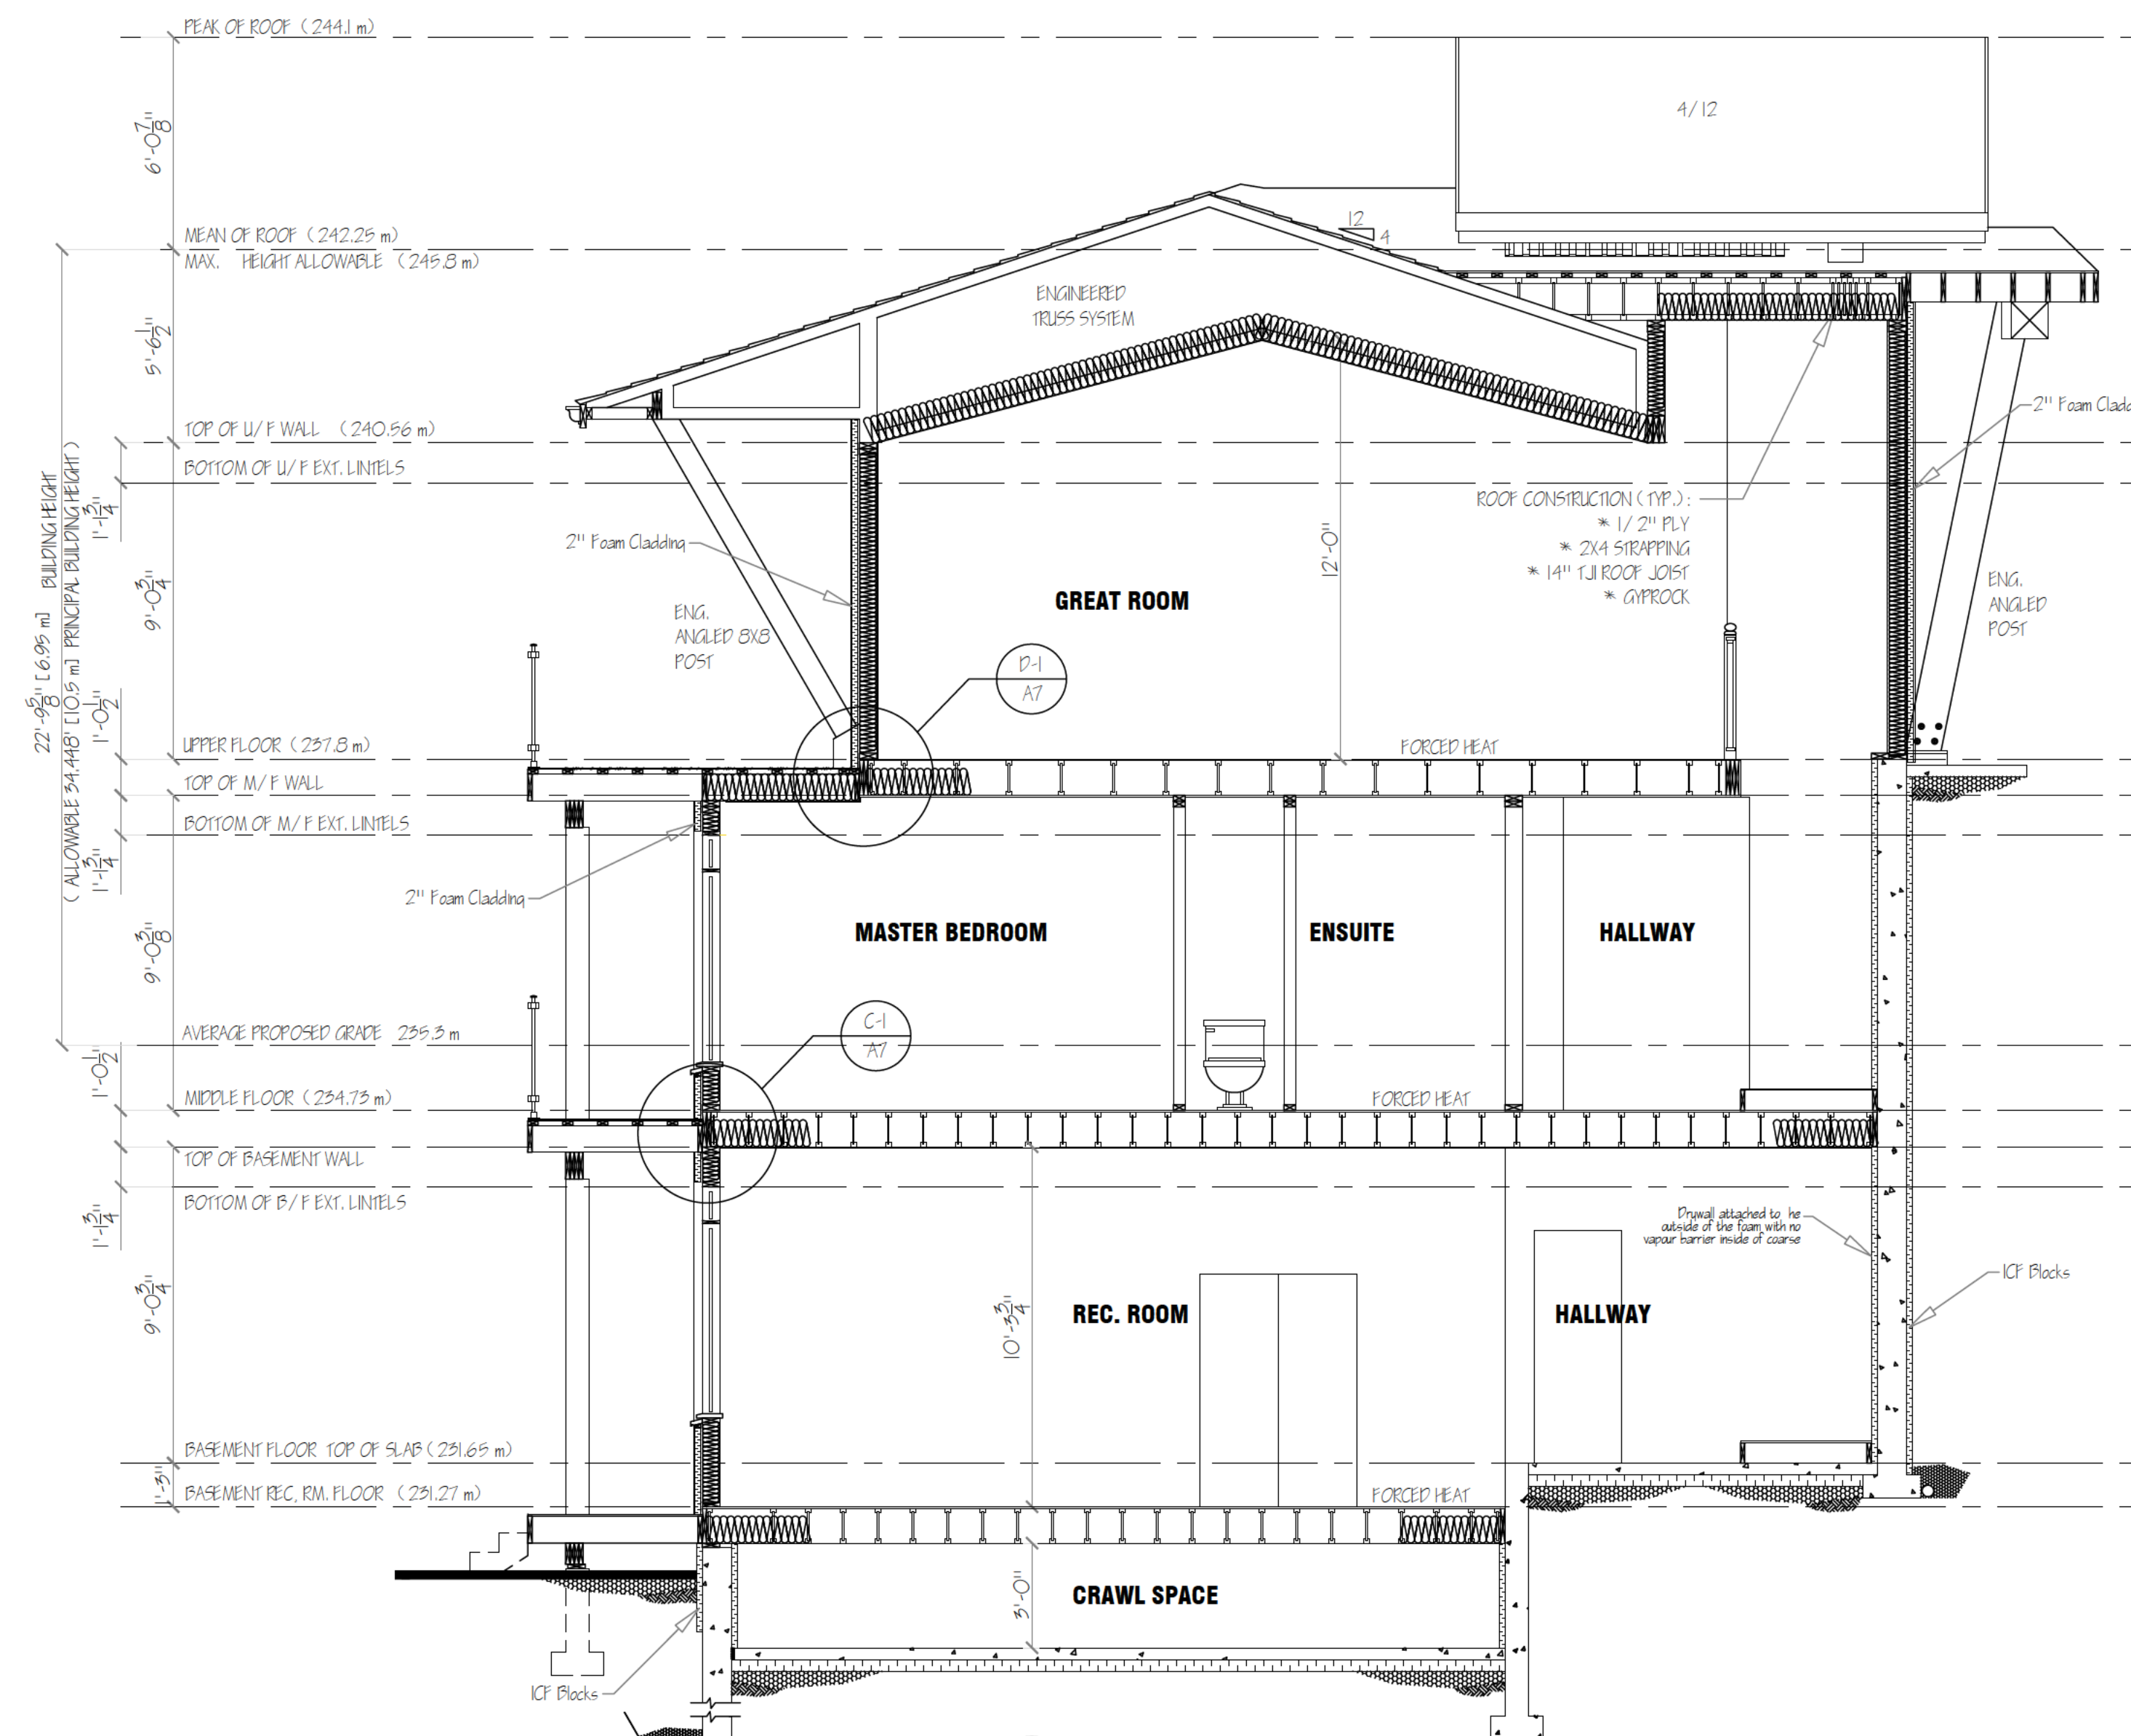 PEAK OF ROOF ( 244.1 m )
6'-0 7/8"
4/12
MEAN OF ROOF ( 242.25 m )
MAX. HEIGHT ALLOWABLE ( 245.8 m )
12
4
ENGINEERED
TRUSS SYSTEM
5'-6 1/2"
TOP OF U/F WALL ( 240.56 m )
BOTTOM OF U/F EXT. LINTELS
1'-1 3/4"
2" Foam Cladd
2" Foam Cladding
ROOF CONSTRUCTION ( TYP. ) :
* 1/2" PLY
* 2X4 STRAPPING
* 14" TJI ROOF JOIST
* GYPROCK
12'-0"
9'-0 3/4"
GREAT ROOM
ENG.
ANGLED 8X8
POST
ENG.
ANGLED
POST
D-1
A7
22'-9 5/8" [ 6.95 m ] BUILDING HEIGHT
( ALLOWABLE 34.448' [ 10.5 m ] PRINCIPAL BUILDING HEIGHT )
1'-0 1/2"
UPPER FLOOR ( 237.8 m )
FORCED HEAT
TOP OF M/F WALL
BOTTOM OF M/F EXT. LINTELS
1'-1 3/4"
2" Foam Cladding
9'-0 3/8"
MASTER BEDROOM
ENSUITE
HALLWAY
C-1
A7
AVERAGE PROPOSED GRADE 235.3 m
1'-0 1/2"
MIDDLE FLOOR ( 234.73 m )
FORCED HEAT
TOP OF BASEMENT WALL
BOTTOM OF B/F EXT. LINTELS
1'-1 3/4"
Drywall attached to he
outside of the foam with no
vapour barrier inside of coarse
ICF Blocks
9'-0 3/4"
10'-3 3/4"
REC. ROOM
HALLWAY
BASEMENT FLOOR TOP OF SLAB ( 231.65 m )
1'-3"
BASEMENT REC, RM. FLOOR ( 231.27 m )
FORCED HEAT
3'-0"
CRAWL SPACE
ICF Blocks